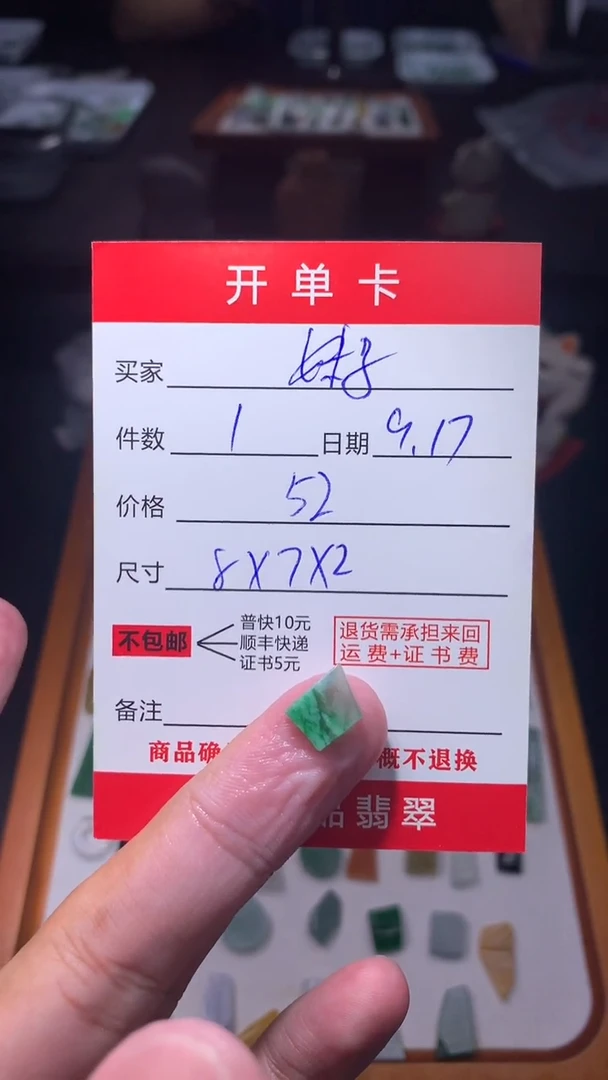 开单卡
买家 妹子
件数 1 日期 9.17
价格 52
尺寸 8X7X2
不包邮
普快10元
顺丰快递
证书5元
退货需承担来回
运费+证书费
备注
商品确 概不退换
品翡翠